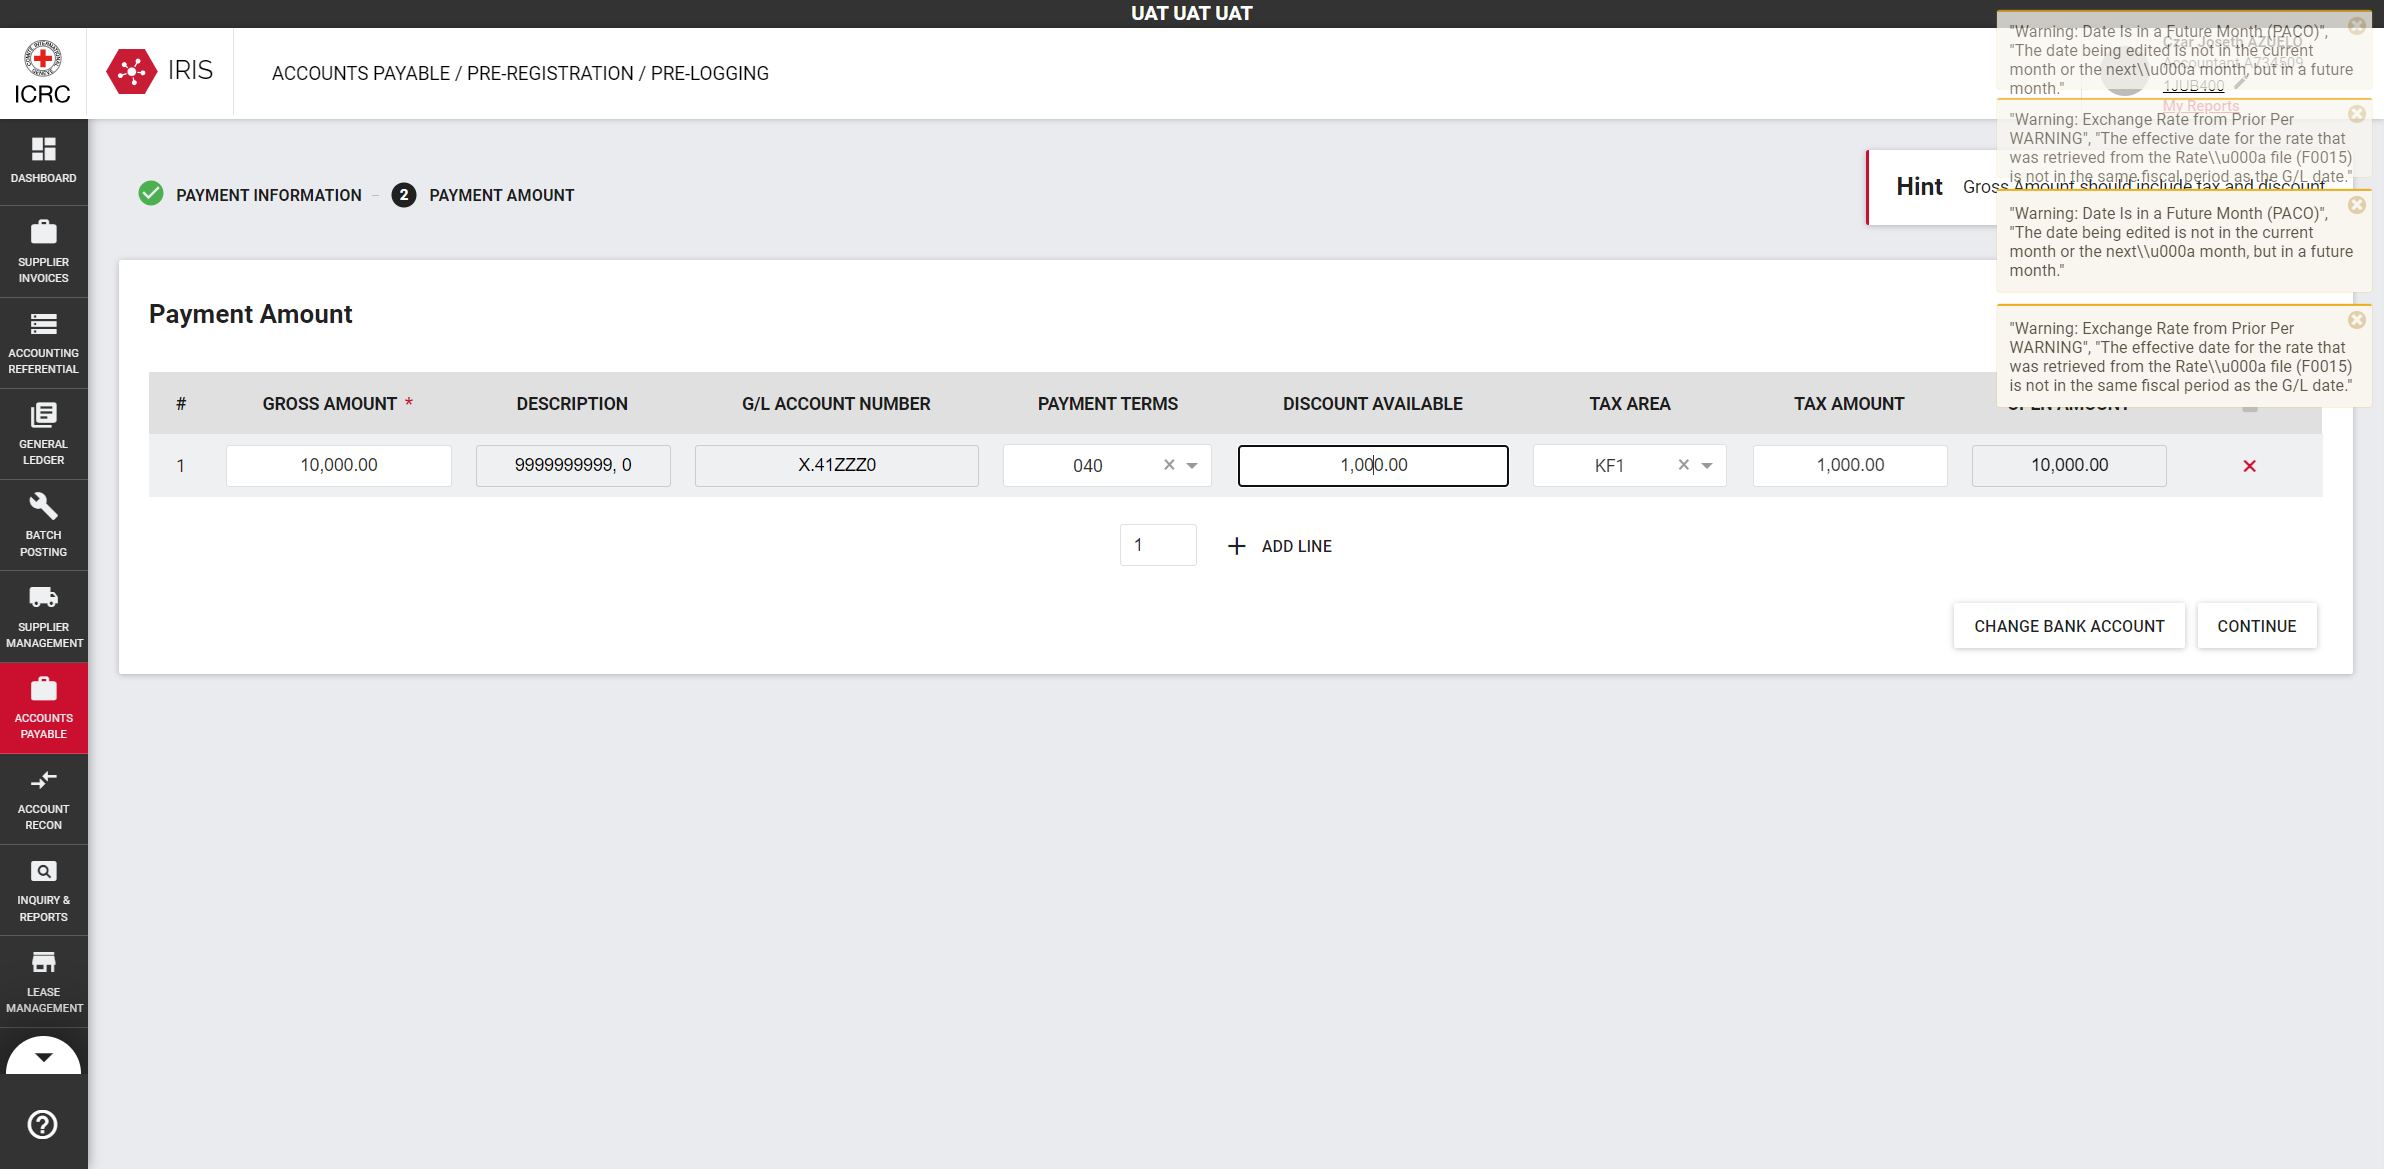 UAT UAT UAT
ICRC
IRIS
ACCOUNTS PAYABLE / PRE-REGISTRATION / PRE-LOGGING
Czar Joseth AZUELO
Accountant A734509
1JUB400
My Reports
"Warning: Date Is in a Future Month (PACO)",
"The date being edited is not in the current
month or the next\\u000a month, but in a future
month."
"Warning: Exchange Rate from Prior Per
WARNING", "The effective date for the rate that
was retrieved from the Rate\\u000a file (F0015)
is not in the same fiscal period as the G/L date."
"Warning: Date Is in a Future Month (PACO)",
"The date being edited is not in the current
month or the next\\u000a month, but in a future
month."
"Warning: Exchange Rate from Prior Per
WARNING", "The effective date for the rate that
was retrieved from the Rate\\u000a file (F0015)
is not in the same fiscal period as the G/L date."
DASHBOARD
SUPPLIER
INVOICES
ACCOUNTING
REFERENTIAL
GENERAL
LEDGER
BATCH
POSTING
SUPPLIER
MANAGEMENT
ACCOUNTS
PAYABLE
ACCOUNT
RECON
INQUIRY &
REPORTS
LEASE
MANAGEMENT
PAYMENT INFORMATION
2 PAYMENT AMOUNT
Hint Gross Amount should include tax and discount
Payment Amount
# GROSS AMOUNT * DESCRIPTION G/L ACCOUNT NUMBER PAYMENT TERMS DISCOUNT AVAILABLE TAX AREA TAX AMOUNT OPEN AMOUNT
1 10,000.00 9999999999, 0 X.41ZZZ0 040 1,000.00 KF1 1,000.00 10,000.00
1 ADD LINE
CHANGE BANK ACCOUNT CONTINUE